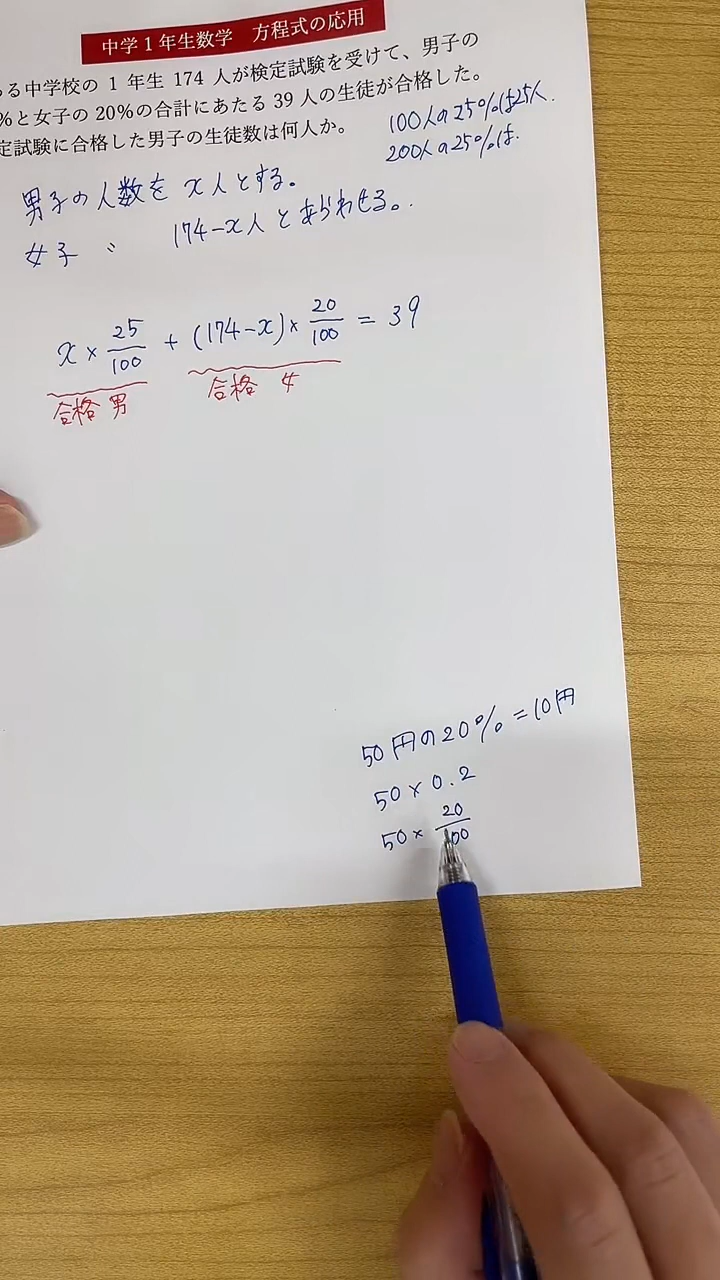 中学1年生数学 方程式の応用
る中学校の 1 年生 174 人が検定試験を受けて、男子の
%と女子の 20%の合計にあたる 39 人の生徒が合格した。
定試験に合格した男子の生徒数は何人か。
100人の25%は25人.
200人の25%は.
男子の人数を x人とする。
女子 〃 174-x人とあらわせる。
x × 25/100 + (174-x) × 20/100 = 39
合格 男 合格 女
50円の20% = 10円
50 × 0.2
50 × 20/100